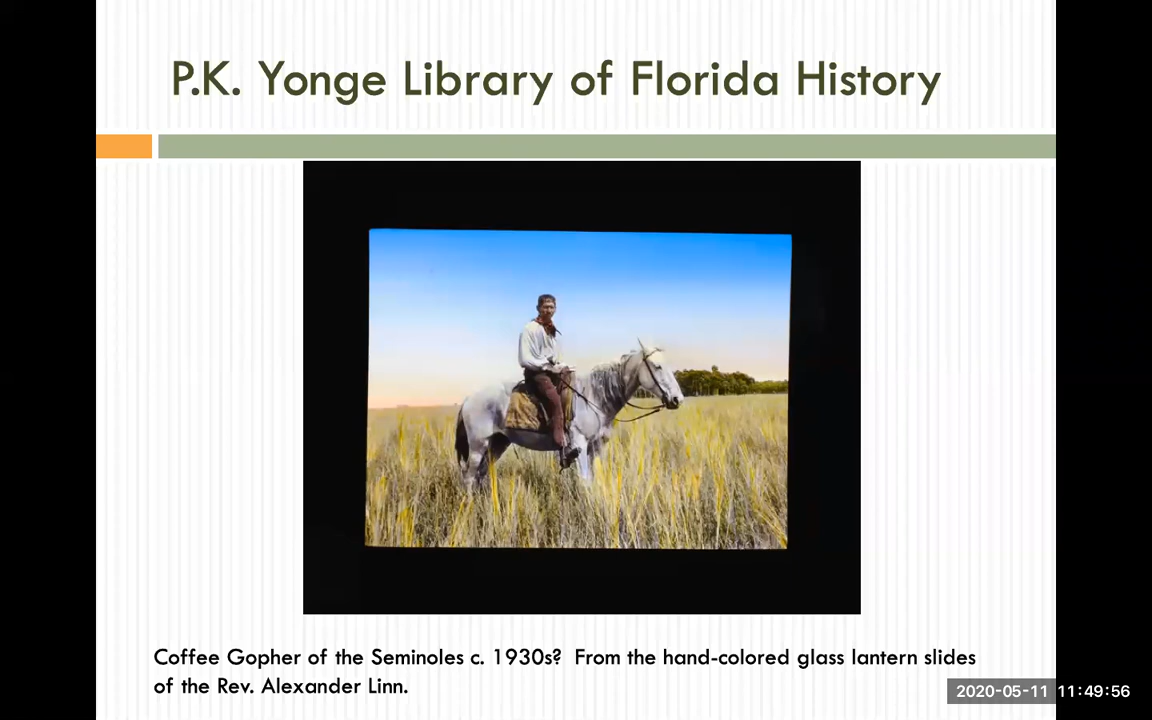 P.K. Yonge Library of Florida History
Coffee Gopher of the Seminoles c. 1930s?  From the hand-colored glass lantern slides
of the Rev. Alexander Linn.
2020-05-11 11:49:56